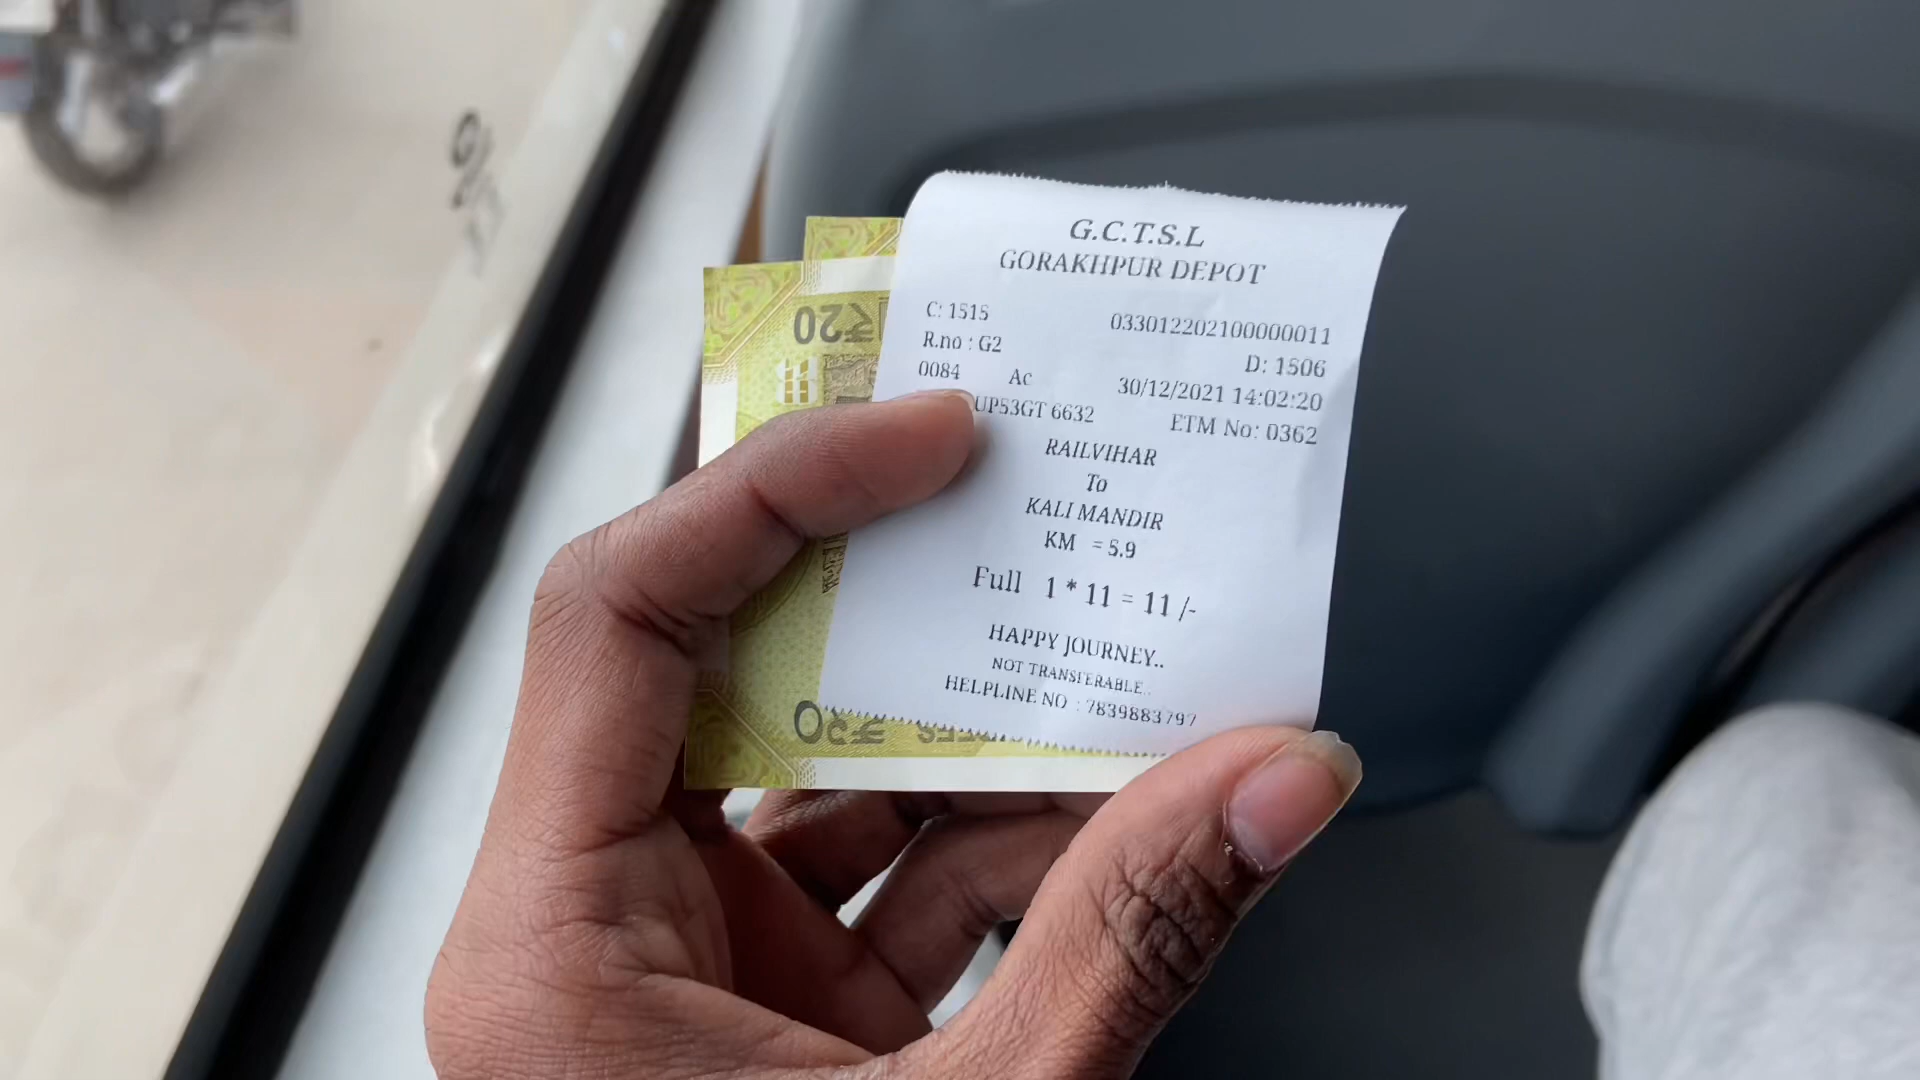 G.C.T.S.L
GORAKHPUR DEPOT
C: 1515 033012202100000011
R.no : G2 D: 1506
0084 Ac 30/12/2021 14:02:20
UP53GT 6632 ETM No: 0362
RAILVIHAR
To
KALI MANDIR
KM = 5.9
Full 1 * 11 = 11 /-
HAPPY JOURNEY..
NOT TRANSFERABLE..
HELPLINE NO : 7839883797
₹20
₹20